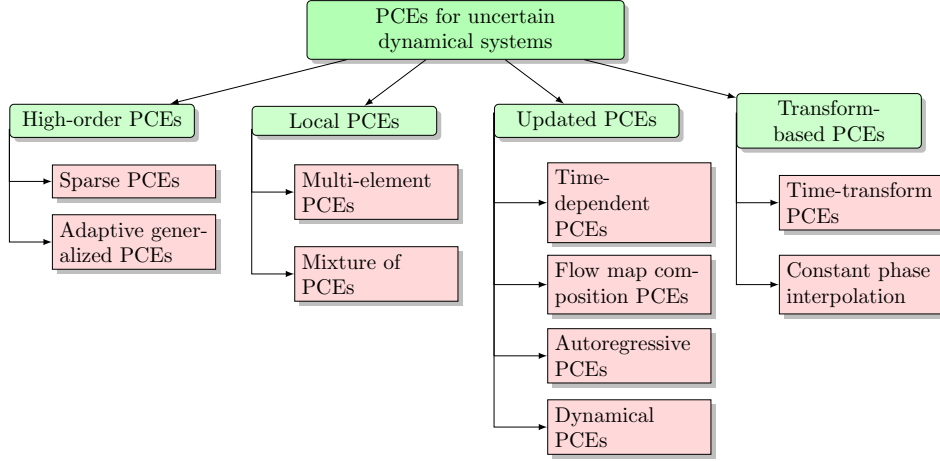 PCEs for uncertain
dynamical systems
High-order PCEs
Sparse PCEs
Adaptive gener-
alized PCEs
Local PCEs
Multi-element
PCEs
Mixture of
PCEs
Updated PCEs
Time-
dependent
PCEs
Flow map com-
position PCEs
Autoregressive
PCEs
Dynamical
PCEs
Transform-
based PCEs
Time-transform
PCEs
Constant phase
interpolation